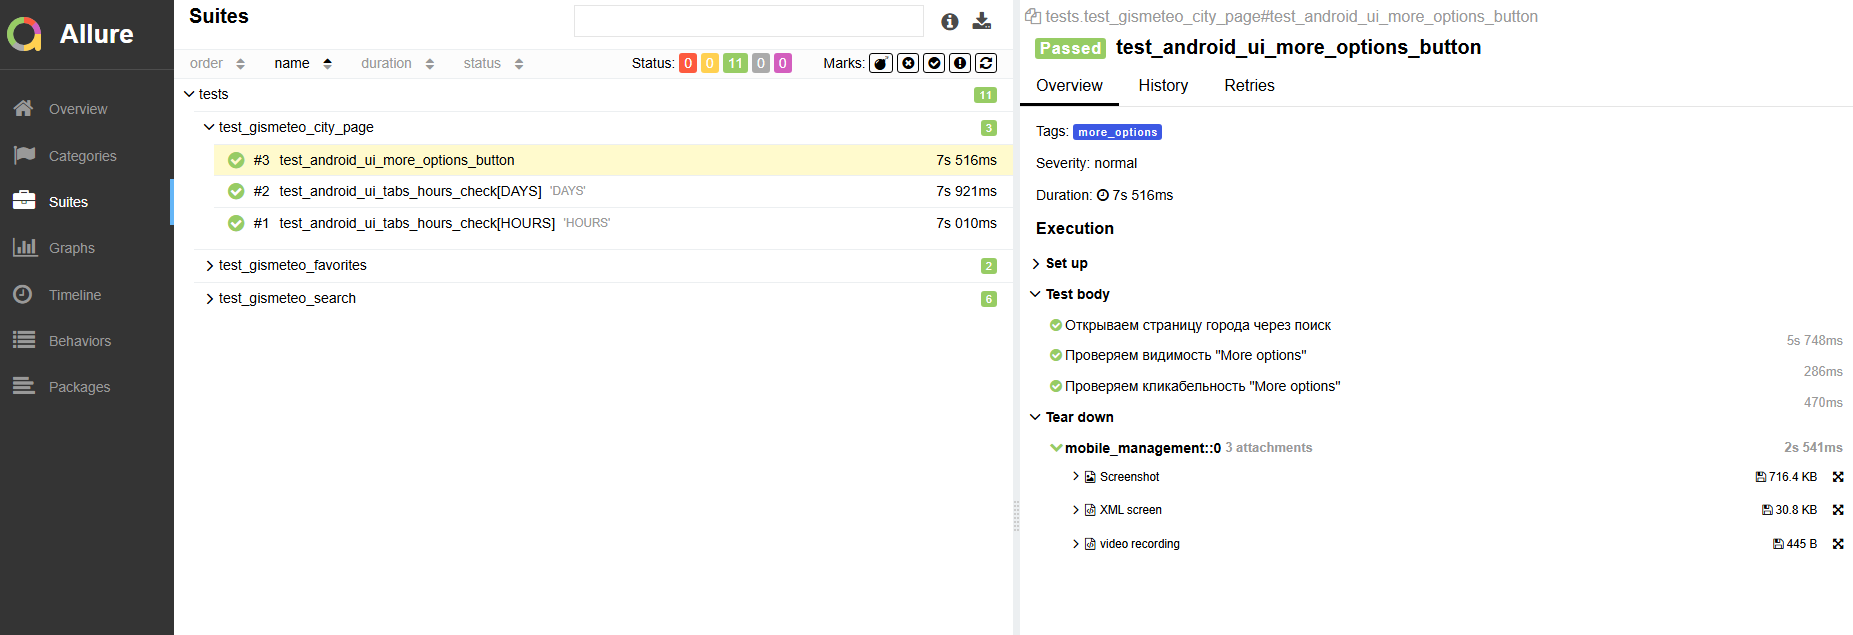 Allure
Overview
Categories
Suites
Graphs
Timeline
Behaviors
Packages
Suites
order name duration status Status: 0 0 11 0 0 Marks:
tests 11
test_gismeteo_city_page 3
#3 test_android_ui_more_options_button 7s 516ms
#2 test_android_ui_tabs_hours_check[DAYS] 'DAYS' 7s 921ms
#1 test_android_ui_tabs_hours_check[HOURS] 'HOURS' 7s 010ms
test_gismeteo_favorites 2
test_gismeteo_search 6
tests.test_gismeteo_city_page#test_android_ui_more_options_button
Passed test_android_ui_more_options_button
Overview History Retries
Tags: more_options
Severity: normal
Duration: 7s 516ms
Execution
Set up
Test body
Открываем страницу города через поиск
5s 748ms
Проверяем видимость "More options"
286ms
Проверяем кликабельность "More options"
470ms
Tear down
mobile_management::0 3 attachments 2s 541ms
Screenshot 716.4 KB
XML screen 30.8 KB
video recording 445 B